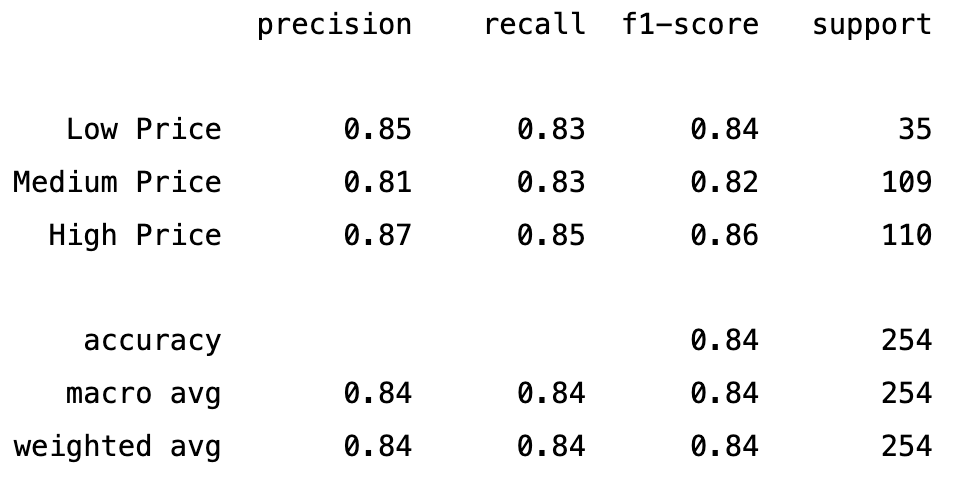 precision recall f1-score support
Low Price 0.85 0.83 0.84 35
Medium Price 0.81 0.83 0.82 109
High Price 0.87 0.85 0.86 110
accuracy 0.84 254
macro avg 0.84 0.84 0.84 254
weighted avg 0.84 0.84 0.84 254